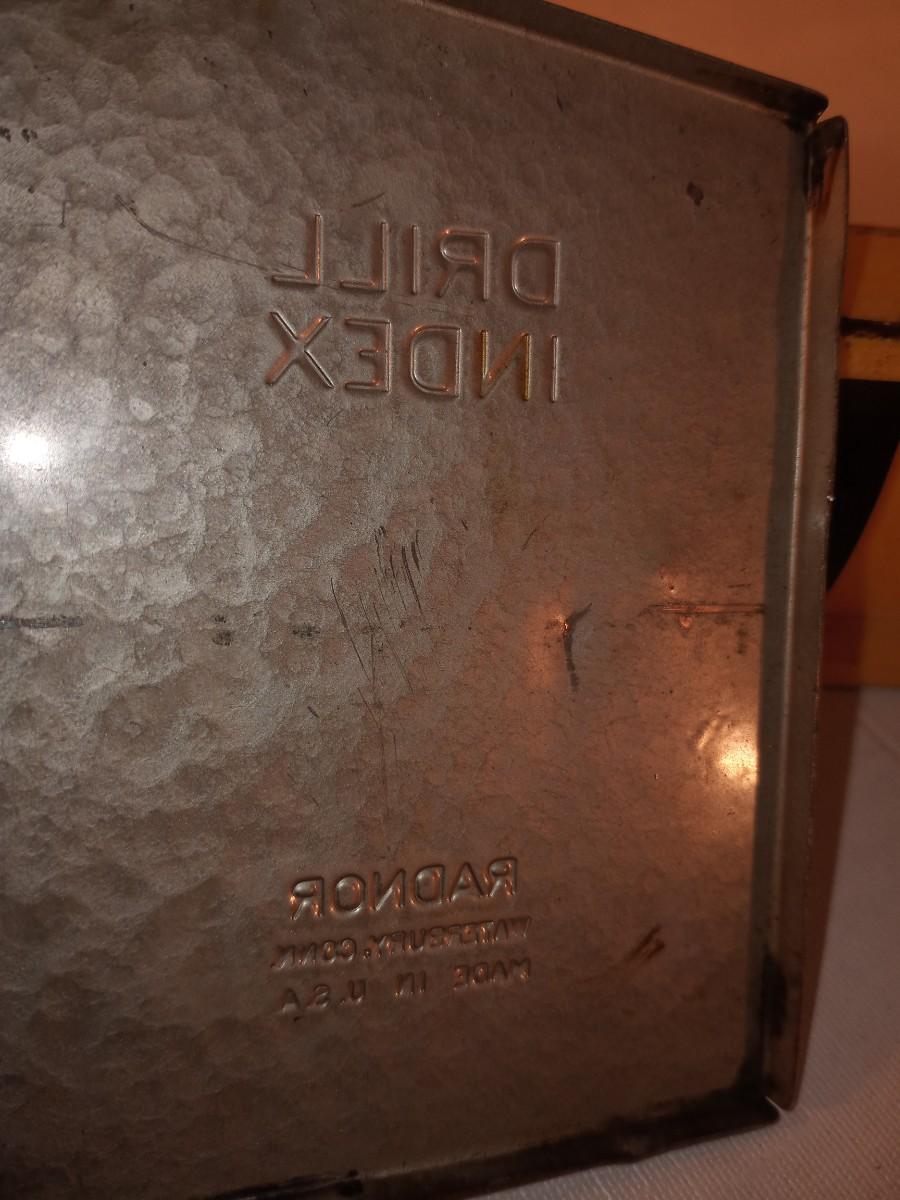 DRILL
INDEX
RADNOR
WATERBURY, CONN.
MADE IN U.S.A